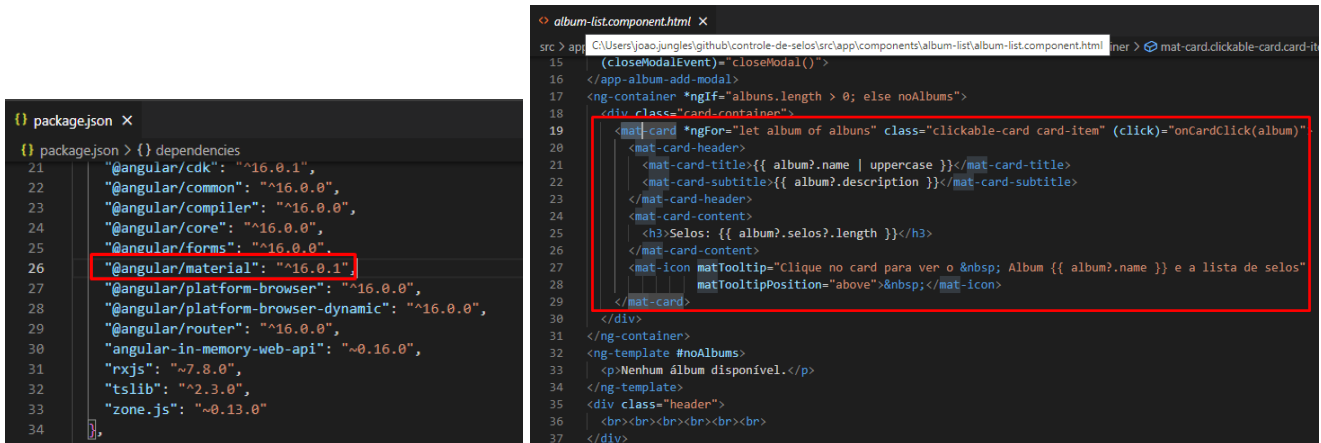 {} package.json ×
{} package.json > {} dependencies
21 "@angular/cdk": "^16.0.1",
22 "@angular/common": "^16.0.0",
23 "@angular/compiler": "^16.0.0",
24 "@angular/core": "^16.0.0",
25 "@angular/forms": "^16.0.0",
26 "@angular/material": "^16.0.1",
27 "@angular/platform-browser": "^16.0.0",
28 "@angular/platform-browser-dynamic": "^16.0.0",
29 "@angular/router": "^16.0.0",
30 "angular-in-memory-web-api": "~0.16.0",
31 "rxjs": "~7.8.0",
32 "tslib": "^2.3.0",
33 "zone.js": "~0.13.0"
34 },
<> album-list.component.html ×
src > app C:\Users\joao.jungles\github\controle-de-selos\src\app\components\album-list\album-list.component.html iner > mat-card.clickable-card.card-it
15 (closeModalEvent)="closeModal()">
16 </app-album-add-modal>
17 <ng-container *ngIf="albuns.length > 0; else noAlbums">
18 <div class="card-container">
19 <mat-card *ngFor="let album of albuns" class="clickable-card card-item" (click)="onCardClick(album)">
20 <mat-card-header>
21 <mat-card-title>{{ album?.name | uppercase }}</mat-card-title>
22 <mat-card-subtitle>{{ album?.description }}</mat-card-subtitle>
23 </mat-card-header>
24 <mat-card-content>
25 <h3>Selos: {{ album?.selos?.length }}</h3>
26 </mat-card-content>
27 <mat-icon matTooltip="Clique no card para ver o &nbsp; Album {{ album?.name }} e a lista de selos"
28 matTooltipPosition="above">&nbsp;</mat-icon>
29 </mat-card>
30 </div>
31 </ng-container>
32 <ng-template #noAlbums>
33 <p>Nenhum álbum disponível.</p>
34 </ng-template>
35 <div class="header">
36 <br><br><br><br><br><br>
37 </div>